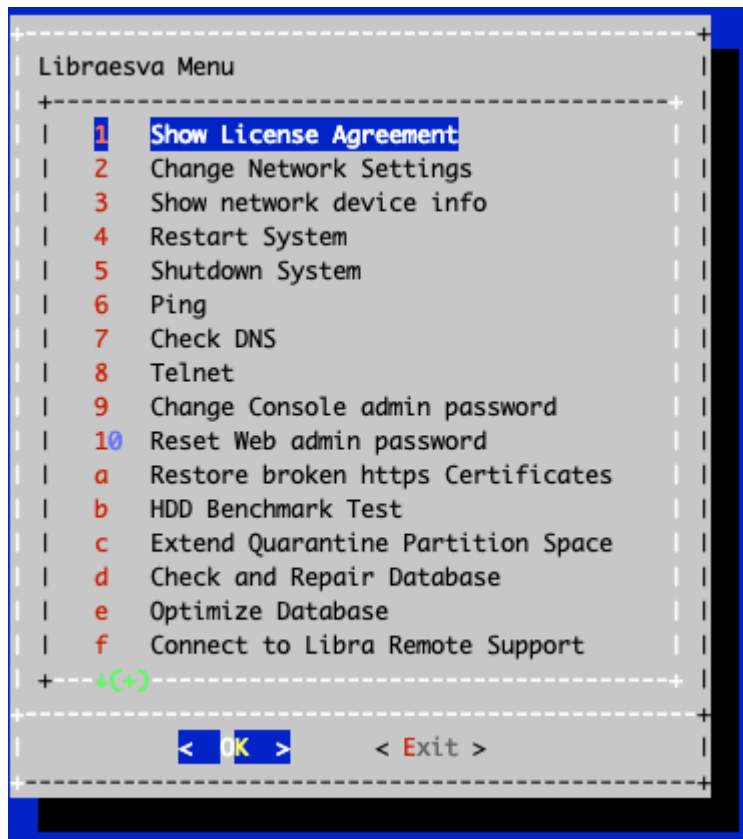 Libraesva Menu
1 Show License Agreement
2 Change Network Settings
3 Show network device info
4 Restart System
5 Shutdown System
6 Ping
7 Check DNS
8 Telnet
9 Change Console admin password
10 Reset Web admin password
a Restore broken https Certificates
b HDD Benchmark Test
c Extend Quarantine Partition Space
d Check and Repair Database
e Optimize Database
f Connect to Libra Remote Support
↓(+)
< OK > < Exit >